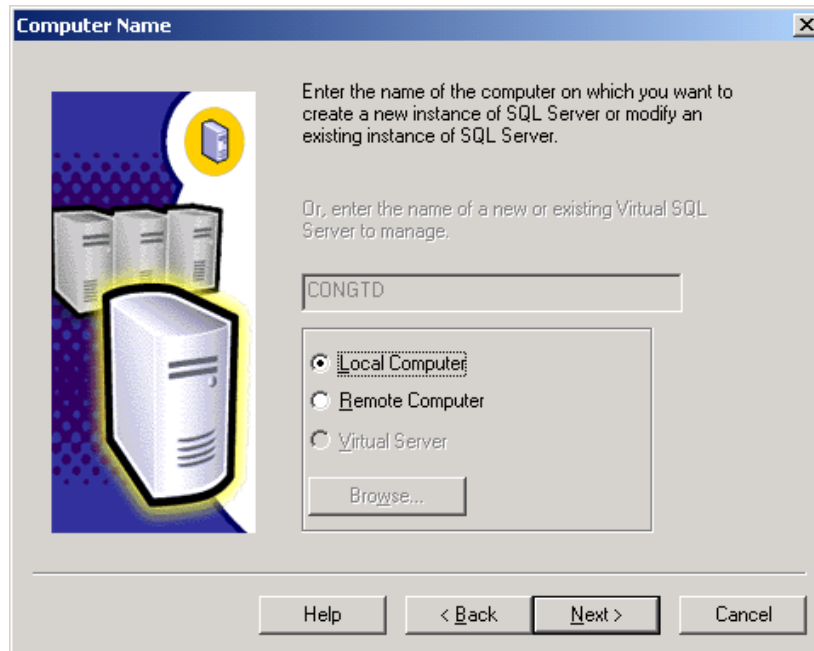 Computer Name
Enter the name of the computer on which you want to
create a new instance of SQL Server or modify an
existing instance of SQL Server.
Or, enter the name of a new or existing Virtual SQL
Server to manage.
CONGTD
Local Computer
Remote Computer
Virtual Server
Browse...
Help
< Back
Next >
Cancel